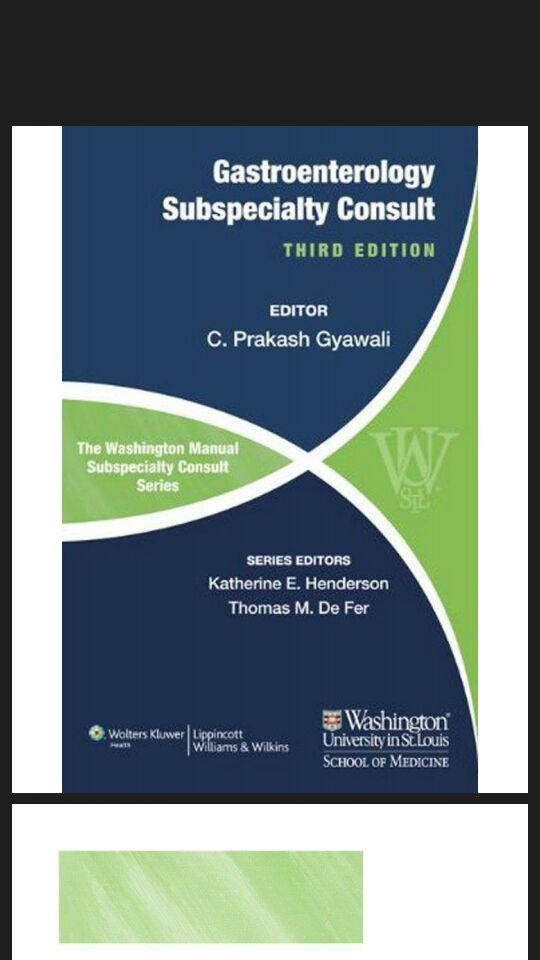 Gastroenterology
Subspecialty Consult
THIRD EDITION
EDITOR
C. Prakash Gyawali
The Washington Manual
Subspecialty Consult
Series
W
STL
SERIES EDITORS
Katherine E. Henderson
Thomas M. De Fer
Wolters Kluwer
Health
Lippincott
Williams & Wilkins
Washington®
University in St. Louis
SCHOOL OF MEDICINE